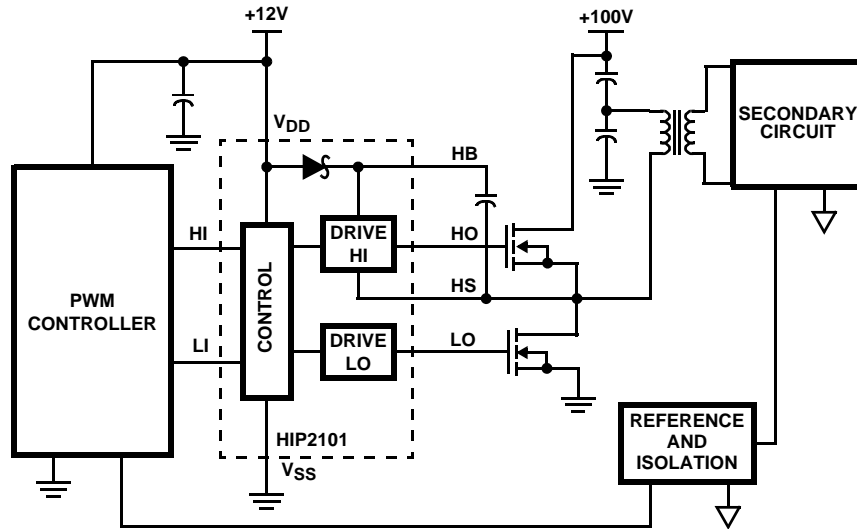 +12V
+100V
SECONDARY
CIRCUIT
VDD
HB
HI
DRIVE
HI
HO
PWM
CONTROLLER
CONTROL
HS
LI
DRIVE
LO
LO
HIP2101
VSS
REFERENCE
AND
ISOLATION